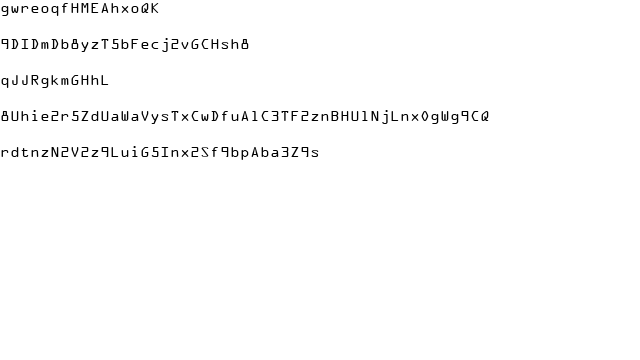 gwreoqfHMEAhxoQK
9DIDmDb8yzT5bFecj2vGCHsh8
qJJRgkmGHhL
8Uhie2r5ZdUaWaVysTxCwDfuA1C3TF2znBHU1NjLnx0gWg9CQ
rdtnzN2V2z9LuiG5Inx2Sf9bpAba3Z9s